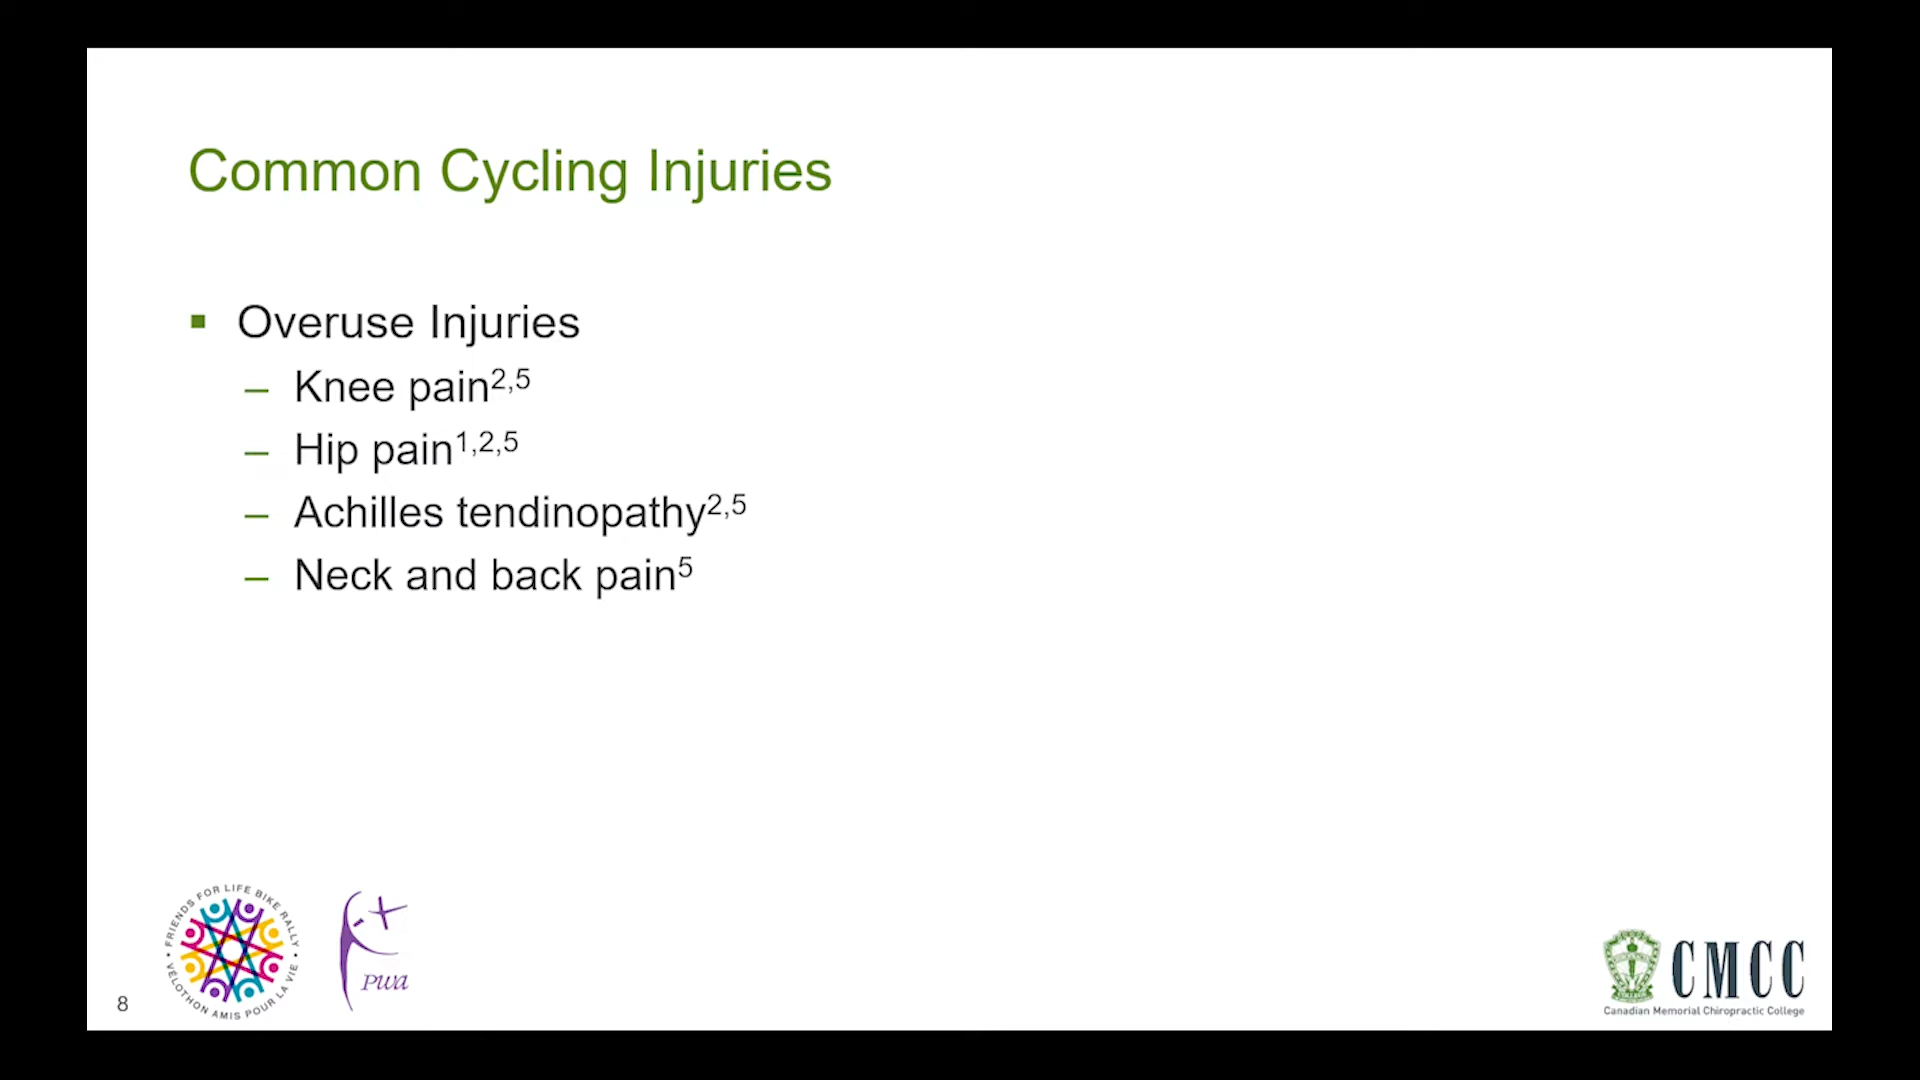 Common Cycling Injuries
▪ Overuse Injuries
– Knee pain2,5
– Hip pain1,2,5
– Achilles tendinopathy2,5
– Neck and back pain5
8
FRIENDS FOR LIFE BIKE RALLY
• VÉLOTHON AMIS POUR LA VIE •
PWA
CMCC
COLLEGE
Canadian Memorial Chiropractic College